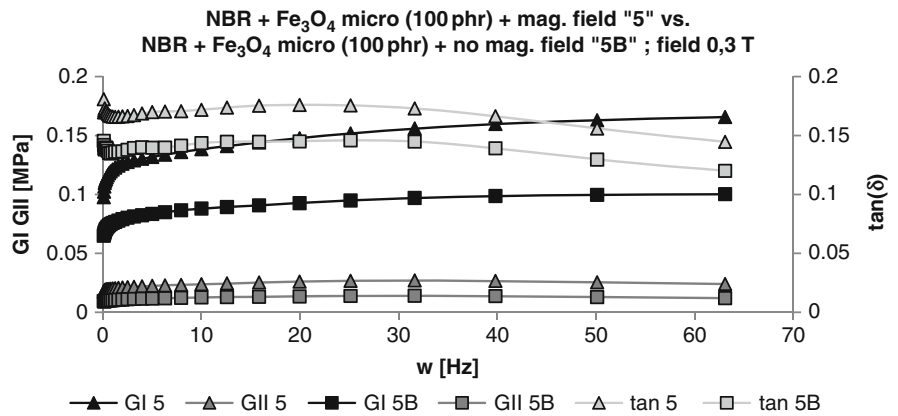 NBR + Fe₃O₄ micro (100 phr) + mag. field "5" vs.
NBR + Fe₃O₄ micro (100 phr) + no mag. field "5B" ; field 0,3 T
0.2
0.15
0.1
0.05
0
GI GII [MPa]
0.2
0.15
0.1
0.05
0
tan(δ)
0 10 20 30 40 50 60 70
w [Hz]
GI 5 GII 5 GI 5B GII 5B tan 5 tan 5B